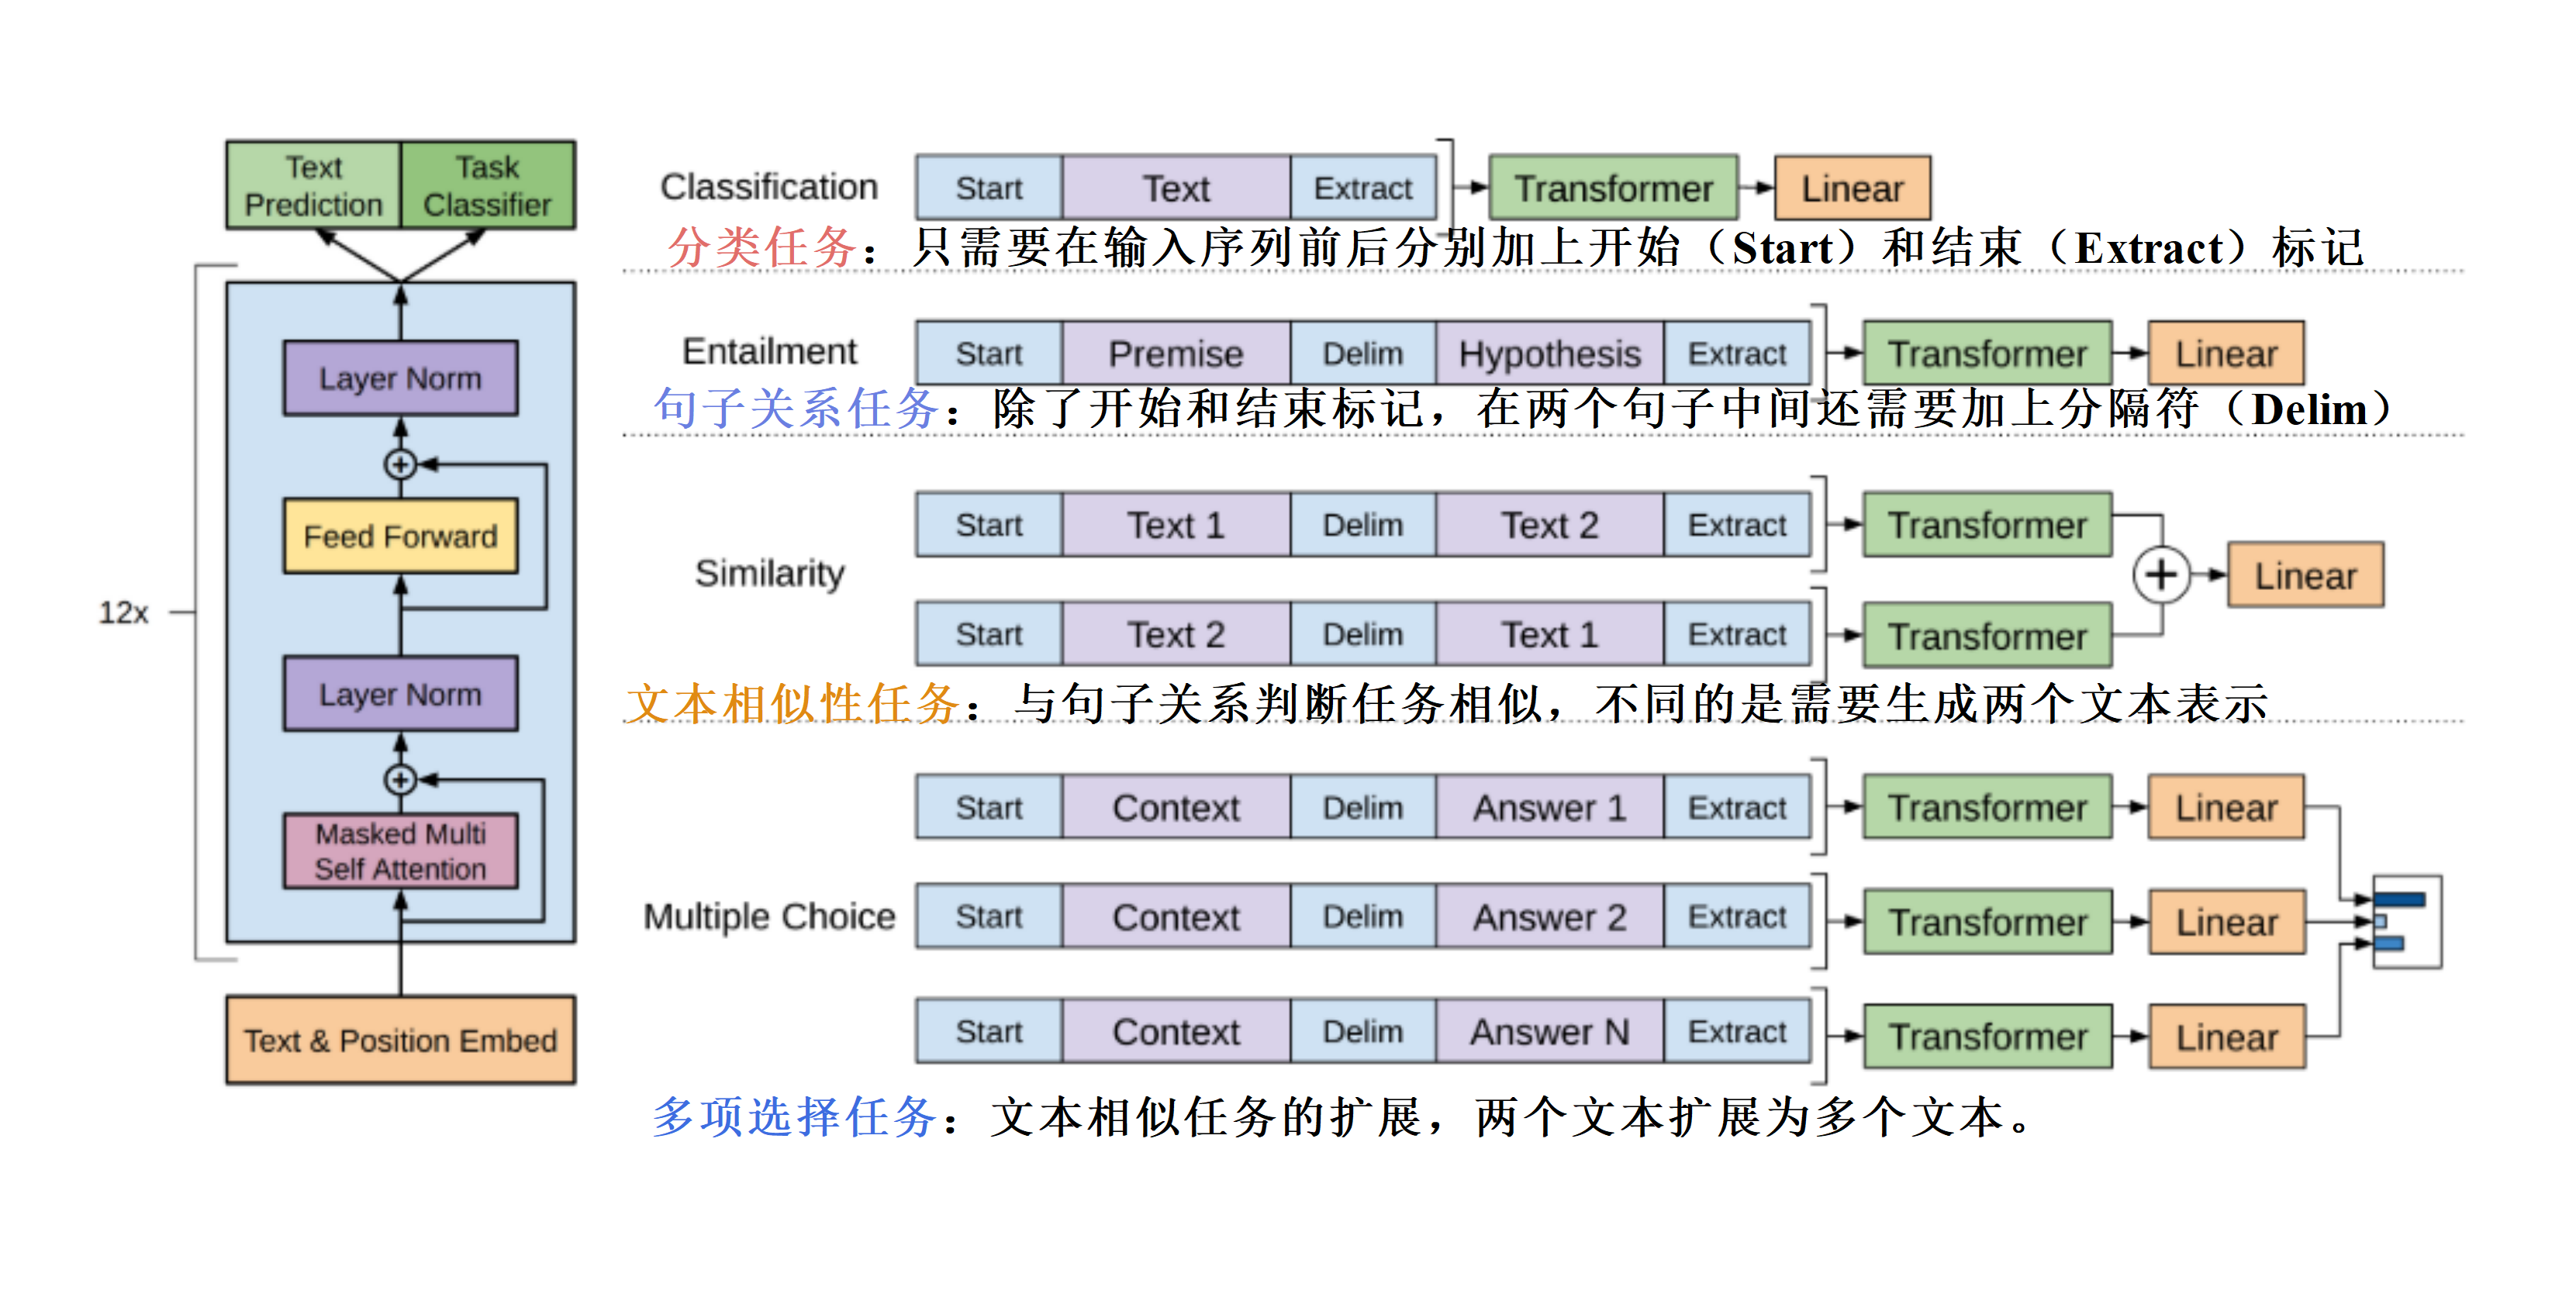 Text
Prediction
Task
Classifier
12x
Layer Norm
+
Feed Forward
Layer Norm
+
Masked Multi
Self Attention
Text & Position Embed
Classification
Start Text Extract Transformer Linear
分类任务：只需要在输入序列前后分别加上开始（Start）和结束（Extract）标记
Entailment
Start Premise Delim Hypothesis Extract Transformer Linear
句子关系任务：除了开始和结束标记，在两个句子中间还需要加上分隔符（Delim）
Similarity
Start Text 1 Delim Text 2 Extract Transformer
+ Linear
Start Text 2 Delim Text 1 Extract Transformer
文本相似性任务：与句子关系判断任务相似，不同的是需要生成两个文本表示
Multiple Choice
Start Context Delim Answer 1 Extract Transformer Linear
Start Context Delim Answer 2 Extract Transformer Linear
Start Context Delim Answer N Extract Transformer Linear
多项选择任务：文本相似任务的扩展，两个文本扩展为多个文本。